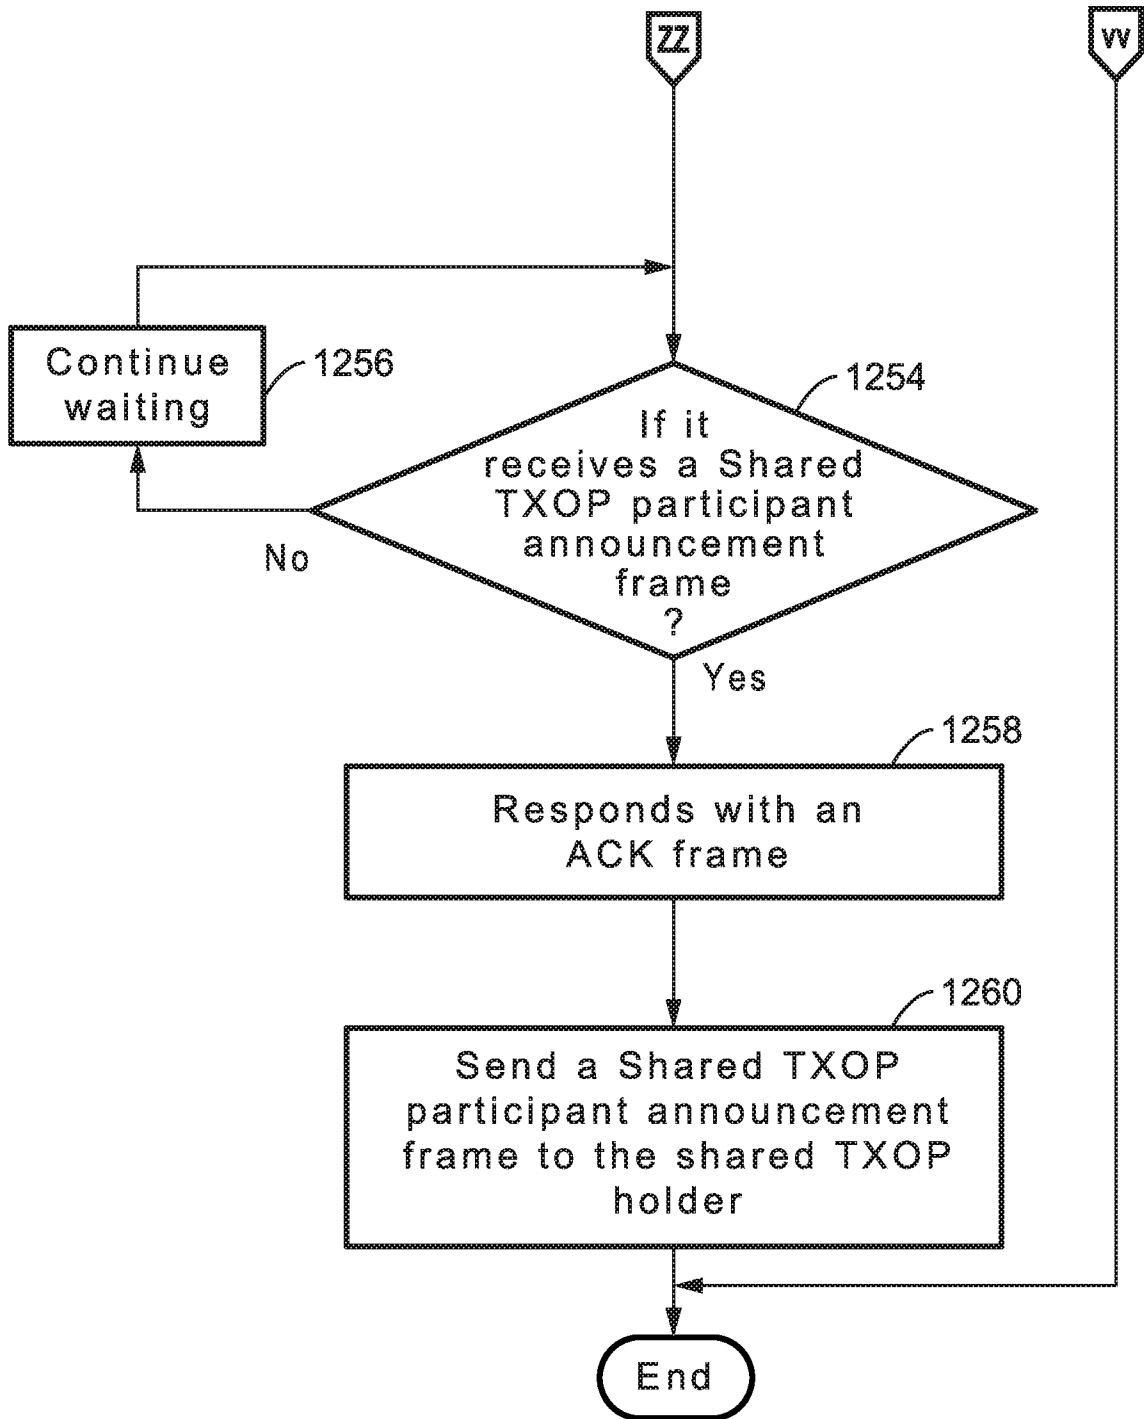 ZZ
VV
Continue
waiting
1256
1254
If it
receives a Shared
TXOP participant
announcement
frame
?
No
Yes
1258
Responds with an
ACK frame
1260
Send a Shared TXOP
participant announcement
frame to the shared TXOP
holder
End